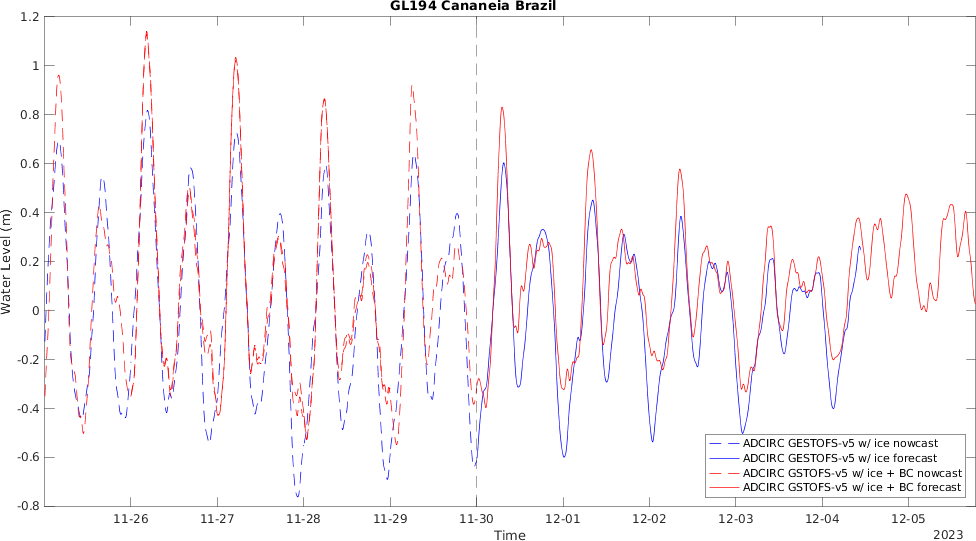 GL194 Cananeia Brazil
Water Level (m)
1.2
1
0.8
0.6
0.4
0.2
0
-0.2
-0.4
-0.6
-0.8
11-26 11-27 11-28 11-29 11-30 12-01 12-02 12-03 12-04 12-05
Time
2023
ADCIRC GESTOFS-v5 w/ ice nowcast
ADCIRC GESTOFS-v5 w/ ice forecast
ADCIRC GSTOFS-v5 w/ ice + BC nowcast
ADCIRC GSTOFS-v5 w/ ice + BC forecast